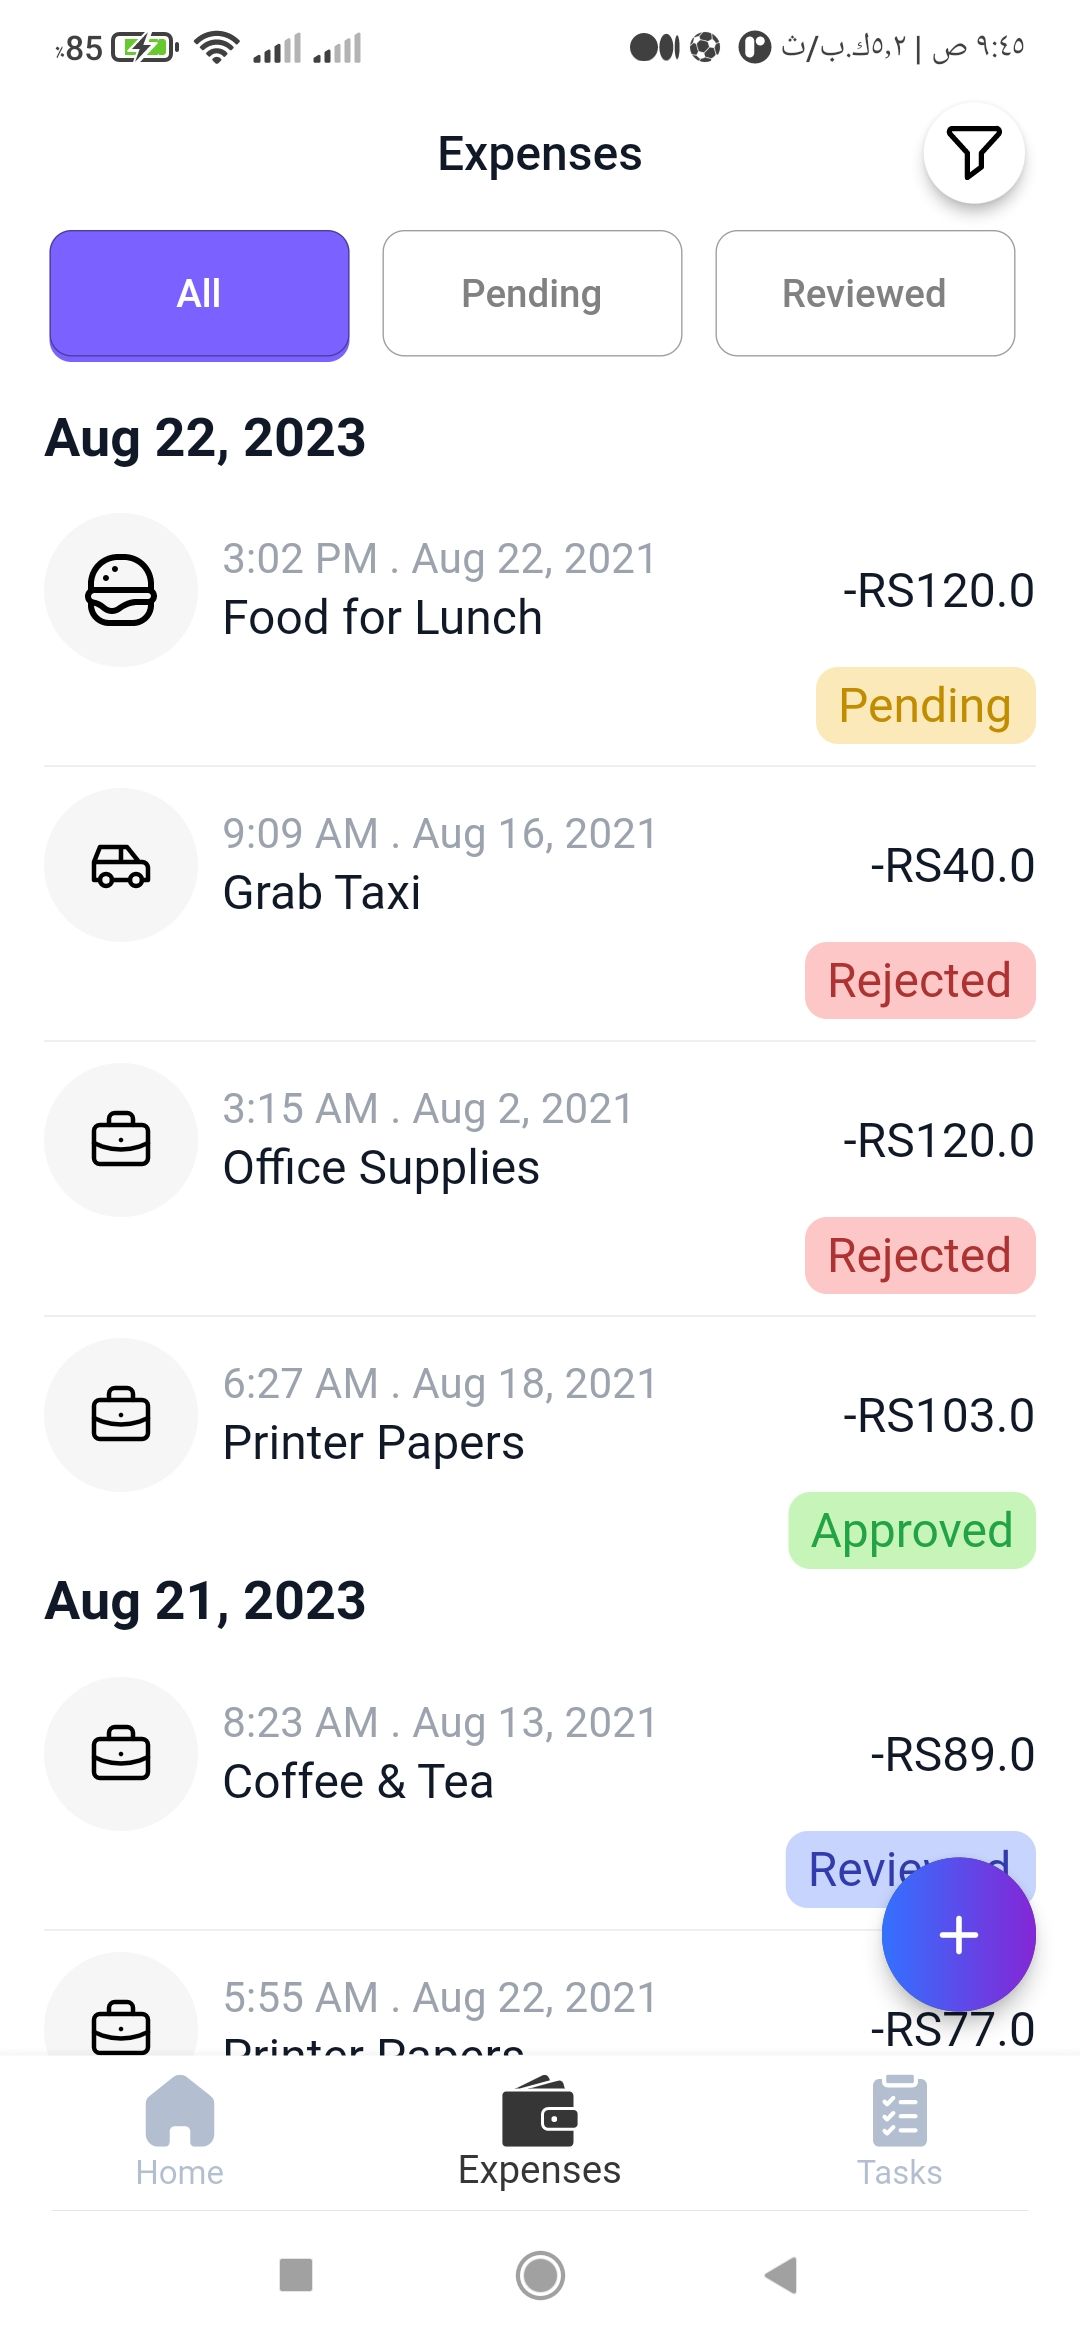 ٪85
٩:٤٥ ص | ٥,٢ك.ب/ث
Expenses
All
Pending
Reviewed
Aug 22, 2023
3:02 PM . Aug 22, 2021
Food for Lunch
-RS120.0
Pending
9:09 AM . Aug 16, 2021
Grab Taxi
-RS40.0
Rejected
3:15 AM . Aug 2, 2021
Office Supplies
-RS120.0
Rejected
6:27 AM . Aug 18, 2021
Printer Papers
-RS103.0
Approved
Aug 21, 2023
8:23 AM . Aug 13, 2021
Coffee & Tea
-RS89.0
Reviewed
5:55 AM . Aug 22, 2021
Printer Papers
-RS77.0
Home
Expenses
Tasks